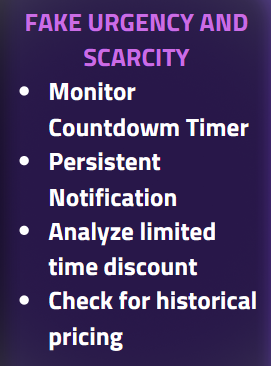 FAKE URGENCY AND
SCARCITY
• Monitor
Countdowm Timer
• Persistent
Notification
• Analyze limited
time discount
• Check for historical
pricing